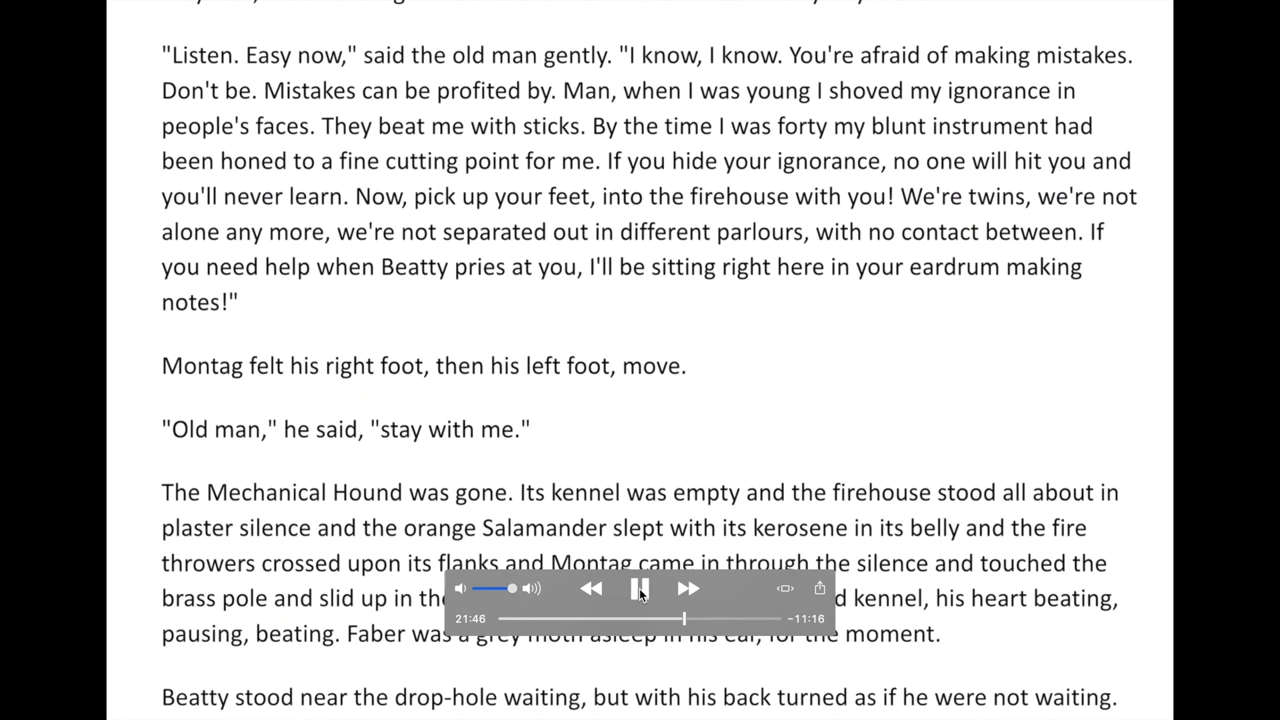 "Listen. Easy now," said the old man gently. "I know, I know. You're afraid of making mistakes.
Don't be. Mistakes can be profited by. Man, when I was young I shoved my ignorance in
people's faces. They beat me with sticks. By the time I was forty my blunt instrument had
been honed to a fine cutting point for me. If you hide your ignorance, no one will hit you and
you'll never learn. Now, pick up your feet, into the firehouse with you! We're twins, we're not
alone any more, we're not separated out in different parlours, with no contact between. If
you need help when Beatty pries at you, I'll be sitting right here in your eardrum making
notes!"
Montag felt his right foot, then his left foot, move.
"Old man," he said, "stay with me."
The Mechanical Hound was gone. Its kennel was empty and the firehouse stood all about in
plaster silence and the orange Salamander slept with its kerosene in its belly and the fire
throwers crossed upon its flanks and Montag came in through the silence and touched the
brass pole and slid up in the kennel, his heart beating,
21:46 -11:16
pausing, beating. Faber was a grey moth asleep in his ear, for the moment.
Beatty stood near the drop-hole waiting, but with his back turned as if he were not waiting.